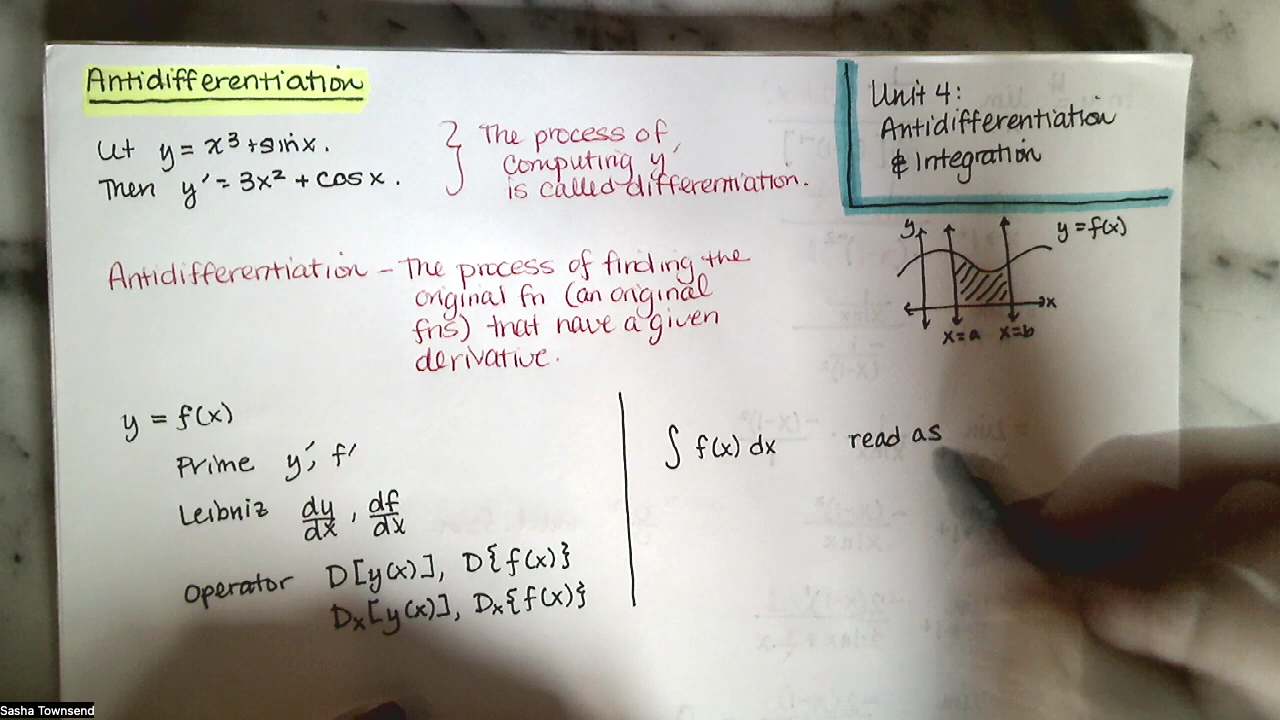 Antidifferentiation
Let y = x³ + sin x.
Then y' = 3x² + cos x.
} The process of
computing y'
is called differentiation.
Unit 4:
Antidifferentiation
& Integration
y
y = f(x)
x
x=a x=b
Antidifferentiation - The process of finding the
original fn (an original
fns) that have a given
derivative.
y = f(x)
Prime y', f'
Leibniz dy/dx, df/dx
operator D[y(x)], D{f(x)}
Dx[y(x)], Dx{f(x)}
∫ f(x) dx read as
Sasha Townsend